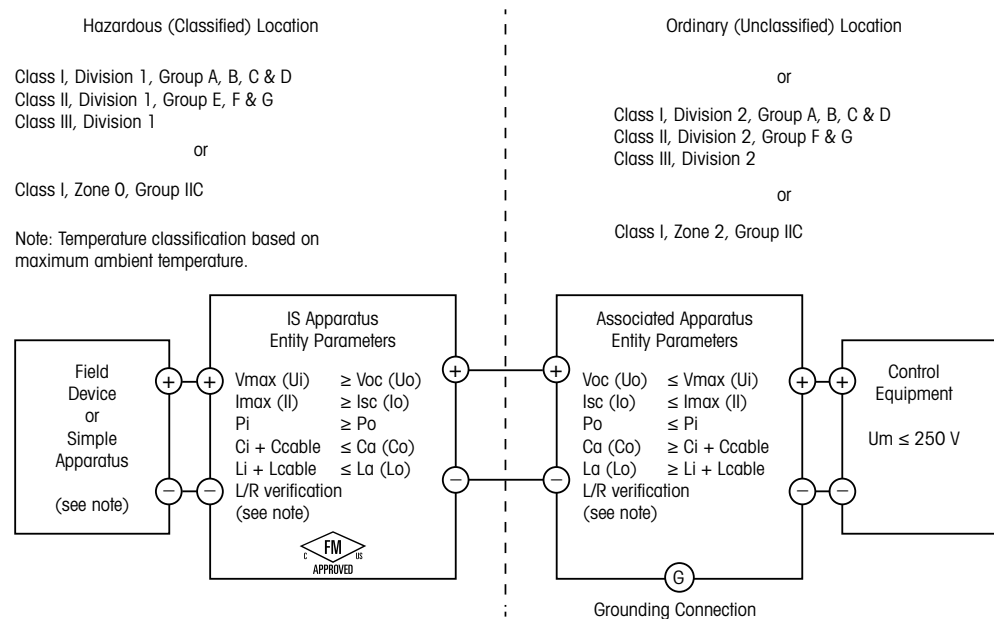 Hazardous (Classified) Location
Class I, Division 1, Group A, B, C & D
Class II, Division 1, Group E, F & G
Class III, Division 1
or
Class I, Zone 0, Group IIC
Note: Temperature classification based on
maximum ambient temperature.
Ordinary (Unclassified) Location
or
Class I, Division 2, Group A, B, C & D
Class II, Division 2, Group F & G
Class III, Division 2
or
Class I, Zone 2, Group IIC
Field
Device
or
Simple
Apparatus
(see note)
+ +
− −
IS Apparatus
Entity Parameters
Vmax (Ui) ≥ Voc (Uo)
Imax (II) ≥ Isc (Io)
Pi ≥ Po
Ci + Ccable ≤ Ca (Co)
Li + Lcable ≤ La (Lo)
L/R verification
(see note)
C FM US
APPROVED
+ +
− −
Associated Apparatus
Entity Parameters
Voc (Uo) ≤ Vmax (Ui)
Isc (Io) ≤ Imax (II)
Po ≤ Pi
Ca (Co) ≥ Ci + Ccable
La (Lo) ≥ Li + Lcable
L/R verification
(see note)
G
Grounding Connection
+ +
− −
Control
Equipment
Um ≤ 250 V